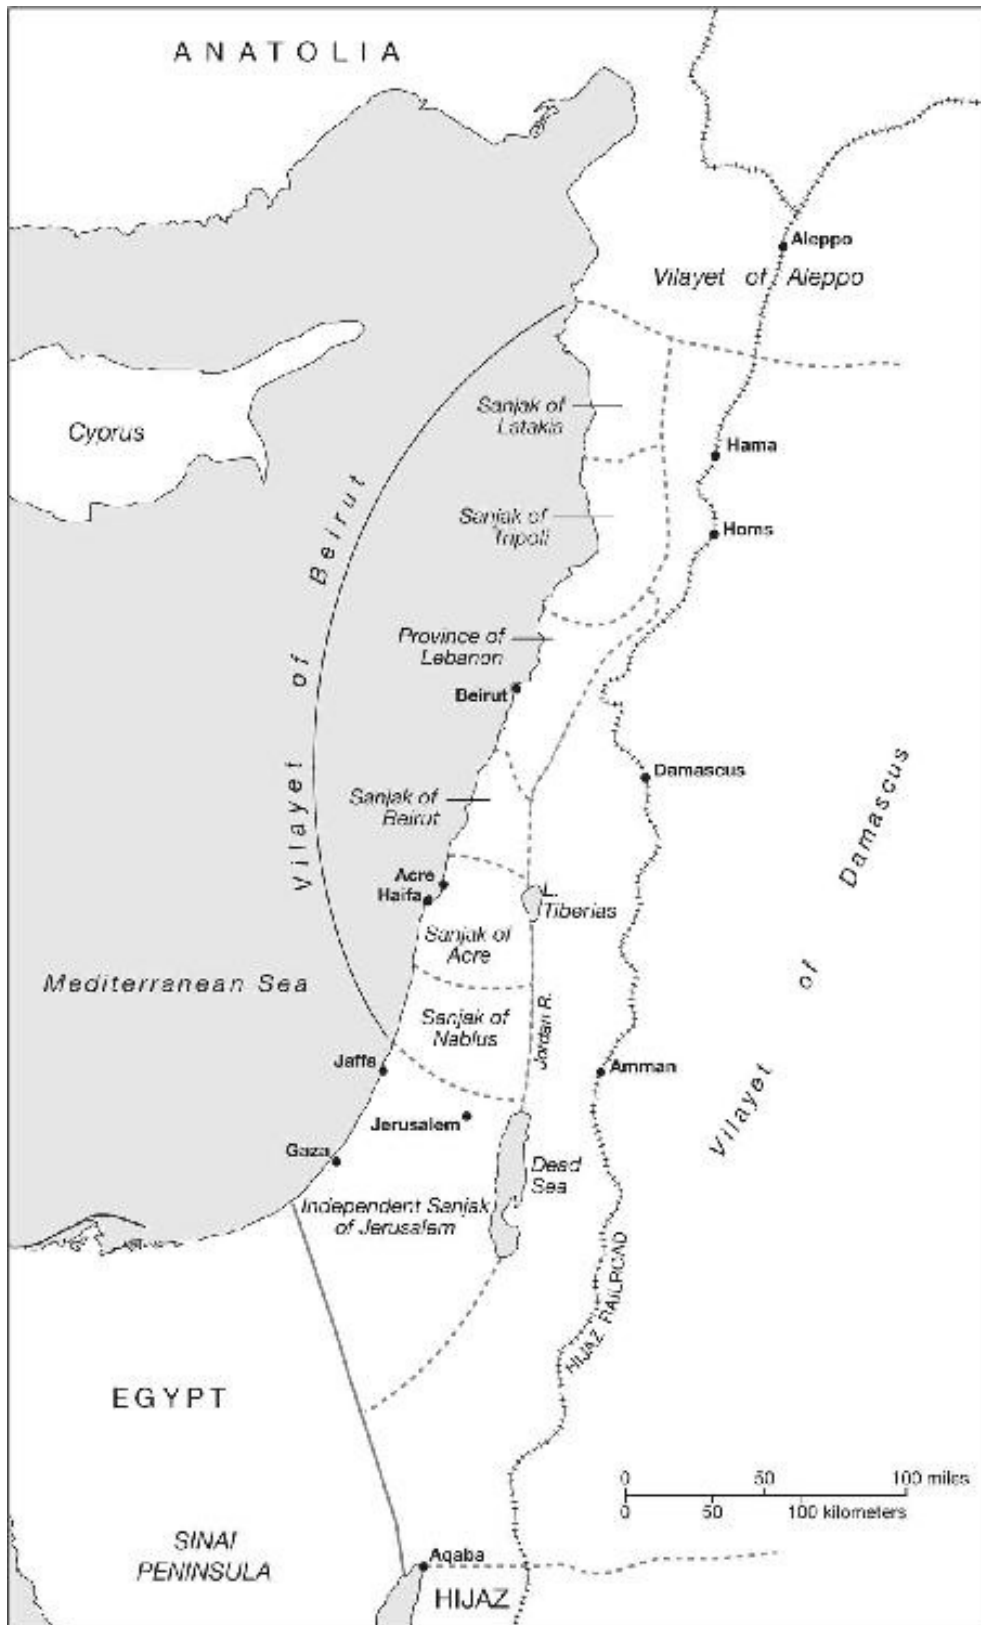 ANATOLIA
Aleppo
Vilayet of Aleppo
Cyprus
Sanjak of
Latakia
Hama
Vilayet of Beirut
Sanjak of
Tripoli
Homs
Province of
Lebanon
Beirut
Damascus
Sanjak of
Beirut
Vilayet of Damascus
Acre
Haifa
L.
Tiberias
Sanjak of
Acre
Mediterranean Sea
Sanjak of
Nablus
Jordan R.
Jaffa
Amman
Jerusalem
Gaza
Dead
Sea
Independent Sanjak
of Jerusalem
HIJAZ RAILROAD
EGYPT
0 50 100 miles
0 50 100 kilometers
SINAI
PENINSULA
Aqaba
HIJAZ